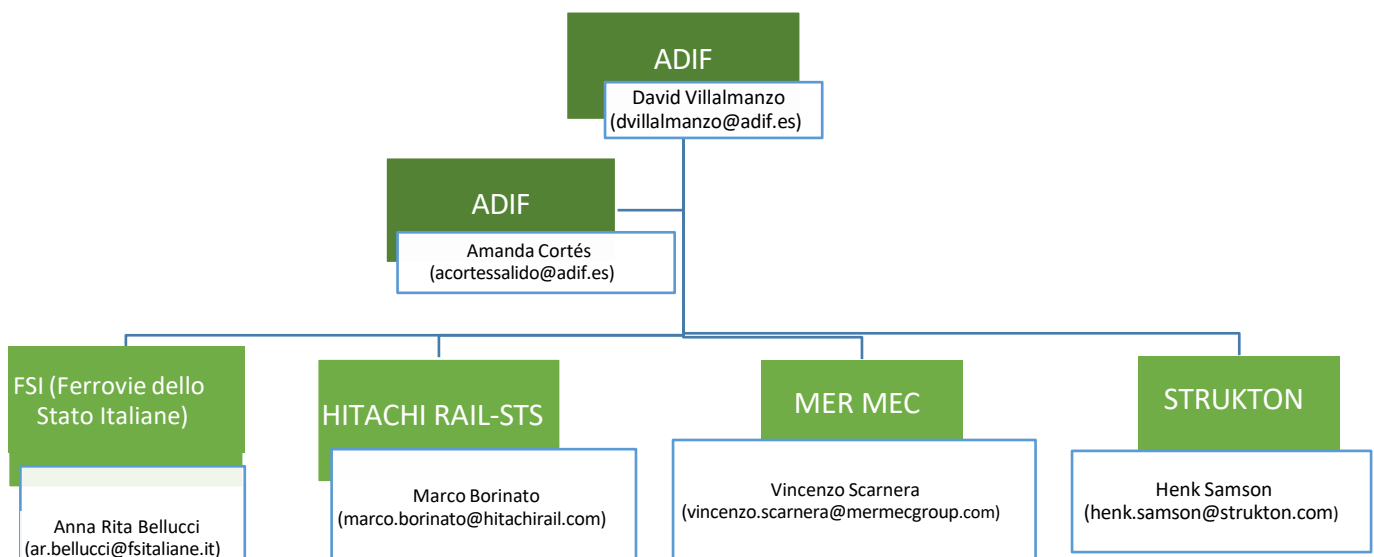 ADIF
David Villalmanzo
(dvillalmanzo@adif.es)
ADIF
Amanda Cortés
(acortessalido@adif.es)
FSI (Ferrovie dello
Stato Italiane)
Anna Rita Bellucci
(ar.bellucci@fsitaliane.it)
HITACHI RAIL-STS
Marco Borinato
(marco.borinato@hitachirail.com)
MER MEC
Vincenzo Scarnera
(vincenzo.scarnera@mermecgroup.com)
STRUKTON
Henk Samson
(henk.samson@strukton.com)